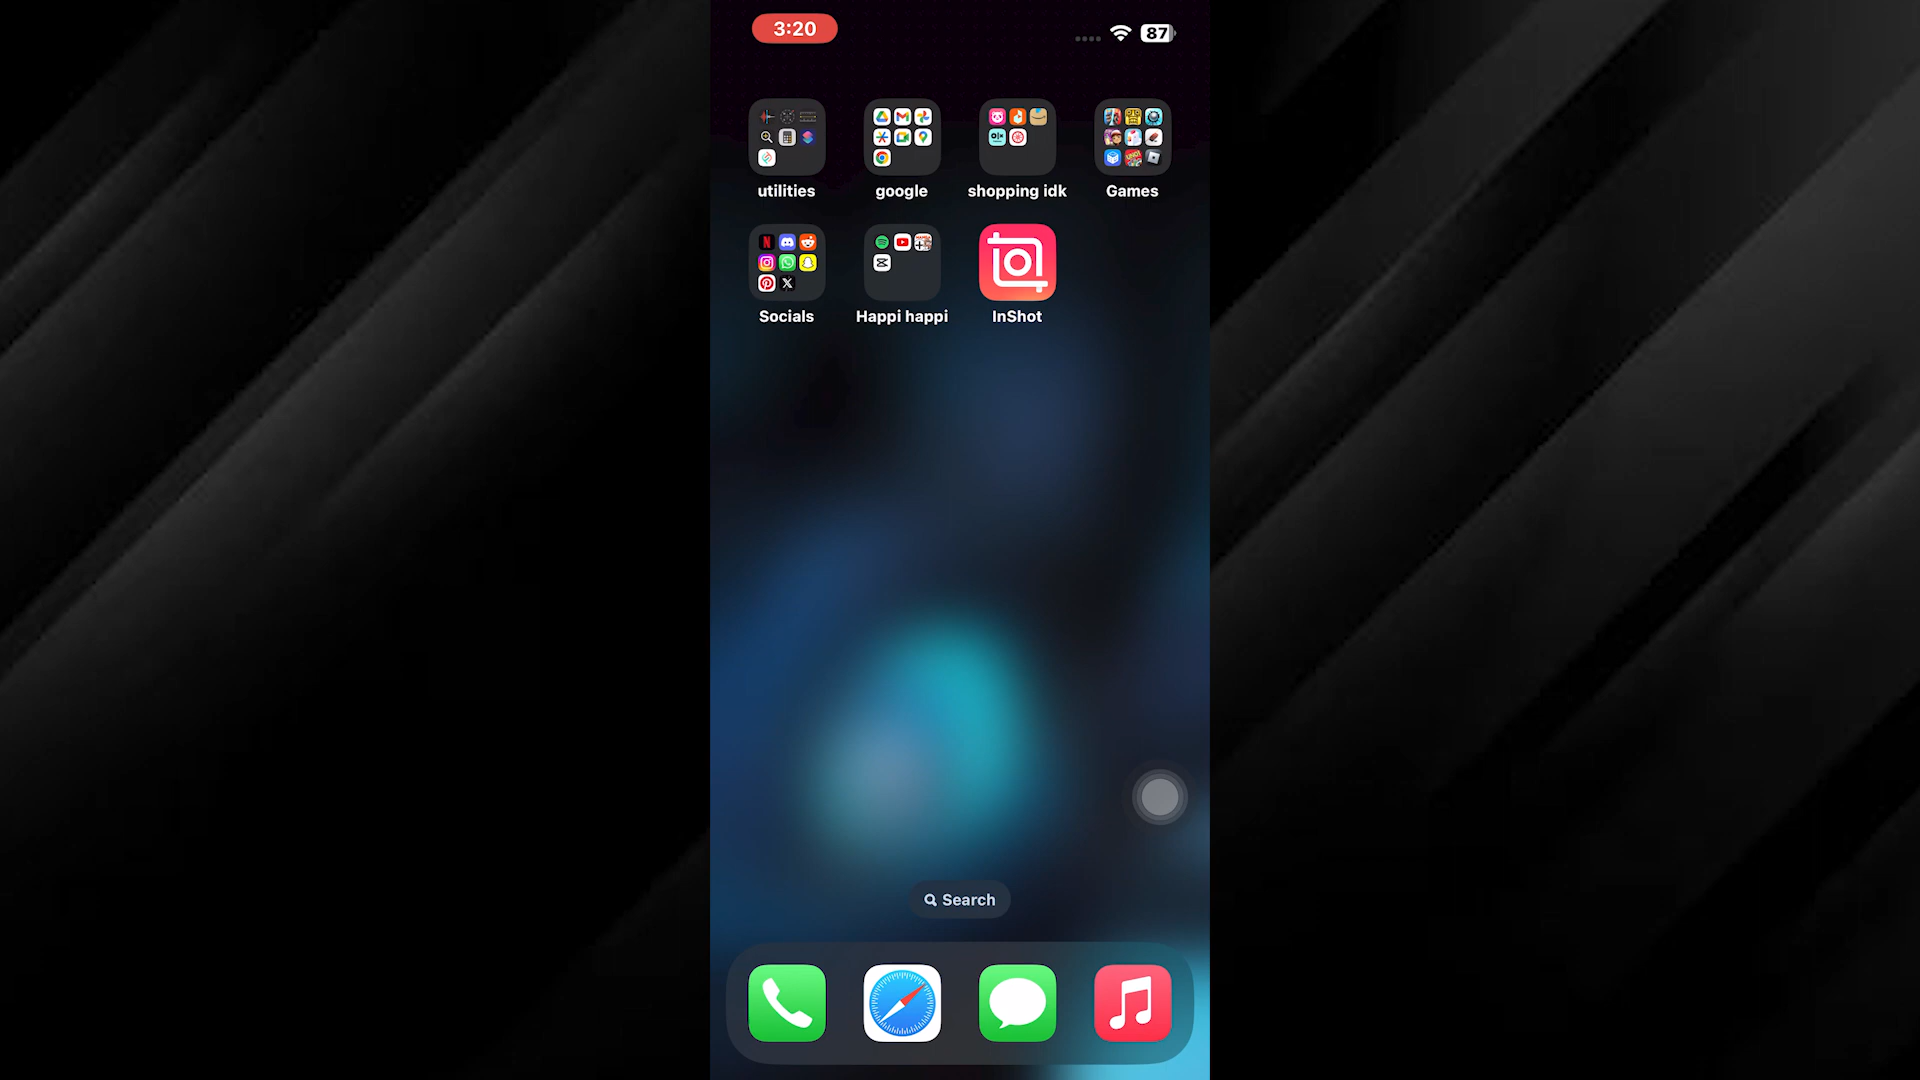 3:20
87
utilities
google
shopping idk
Games
Socials
Happi happi
InShot
Search